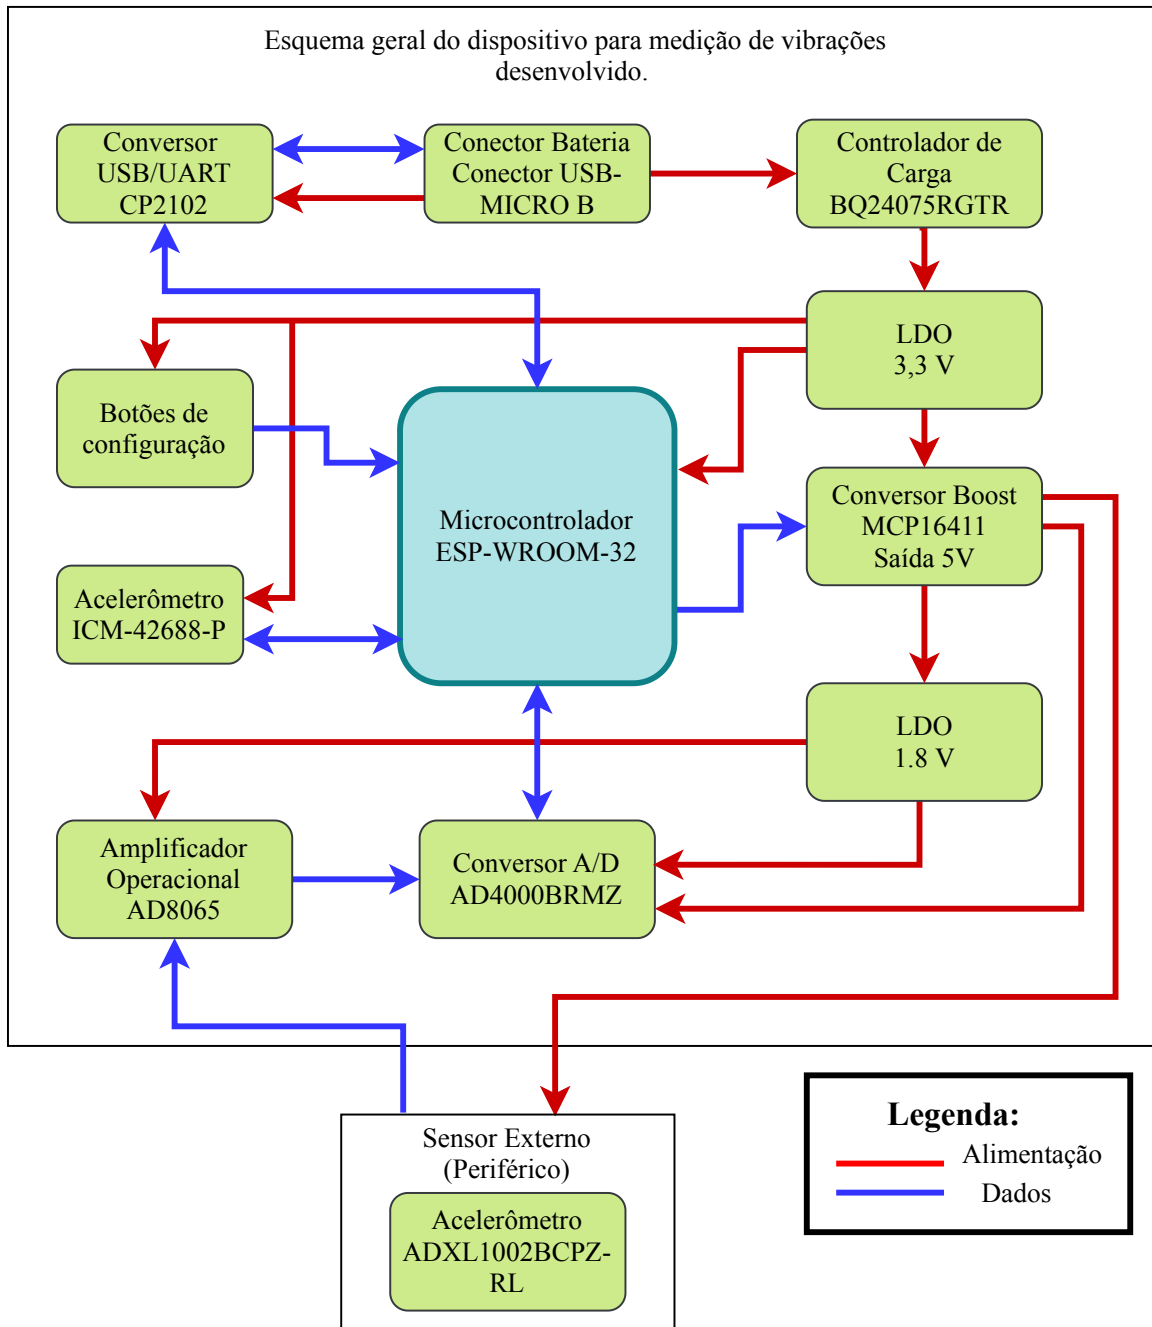 Esquema geral do dispositivo para medição de vibrações
desenvolvido.
Conversor
USB/UART
CP2102
Conector Bateria
Conector USB-
MICRO B
Controlador de
Carga
BQ24075RGTR
LDO
3,3 V
Botões de
configuração
Microcontrolador
ESP-WROOM-32
Conversor Boost
MCP16411
Saída 5V
Acelerômetro
ICM-42688-P
LDO
1.8 V
Amplificador
Operacional
AD8065
Conversor A/D
AD4000BRMZ
Sensor Externo
(Periférico)
Acelerômetro
ADXL1002BCPZ-
RL
Legenda:
Alimentação
Dados